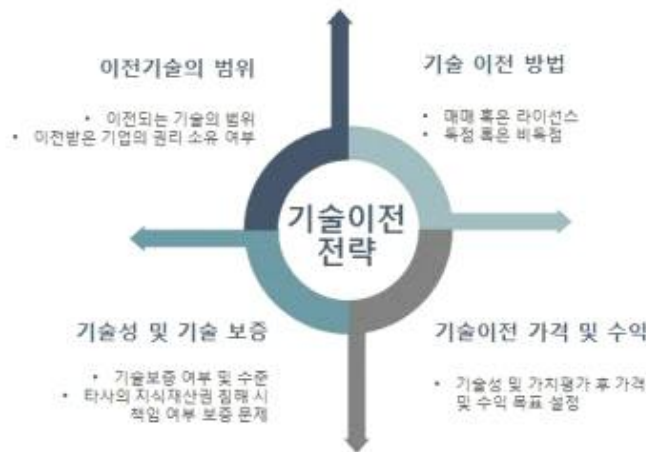 이전기술의 범위
• 이전되는 기술의 범위
• 이전받은 기업의 권리 소유 여부
기술 이전 방법
• 매매 혹은 라이선스
• 독점 혹은 비독점
기술이전
전략
기술성 및 기술 보증
• 기술보증 여부 및 수준
• 타사의 지식재산권 침해 시
책임 여부 보증 문제
기술이전 가격 및 수익
• 기술성 및 가치평가 후 가격
및 수익 목표 설정